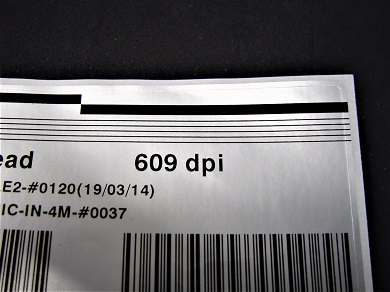 ead 609 dpi
E2-#0120(19/03/14)
IC-IN-4M-#0037